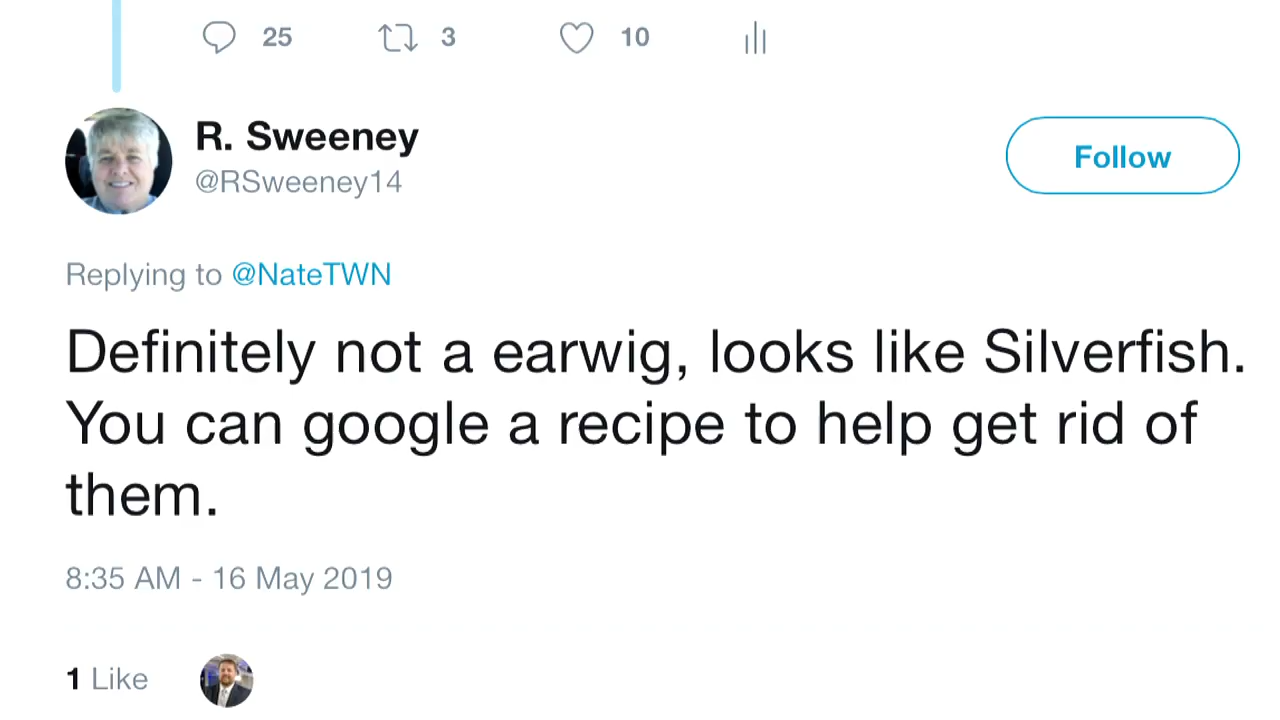 25 3 10
R. Sweeney
@RSweeney14
Follow
Replying to @NateTWN
Definitely not a earwig, looks like Silverfish.
You can google a recipe to help get rid of
them.
8:35 AM - 16 May 2019
1 Like